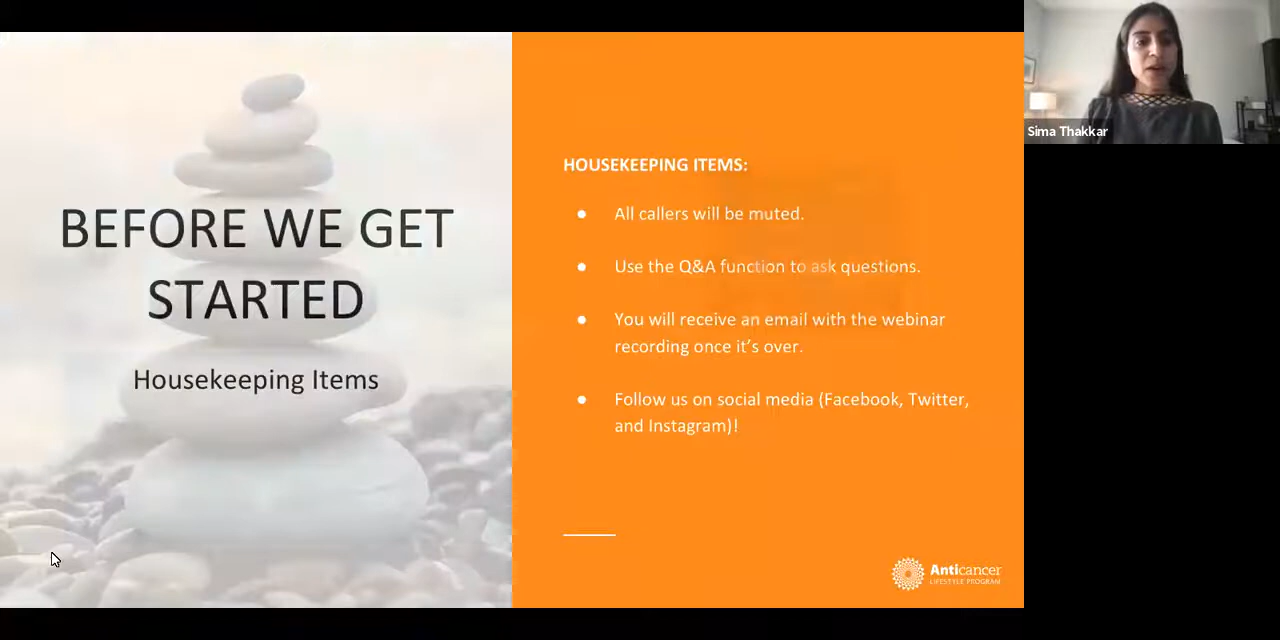 BEFORE WE GET
STARTED
Housekeeping Items
HOUSEKEEPING ITEMS:
● All callers will be muted.
● Use the Q&A function to ask questions.
● You will receive an email with the webinar
recording once it’s over.
● Follow us on social media (Facebook, Twitter,
and Instagram)!
Anticancer
LIFESTYLE PROGRAM
Sima Thakkar